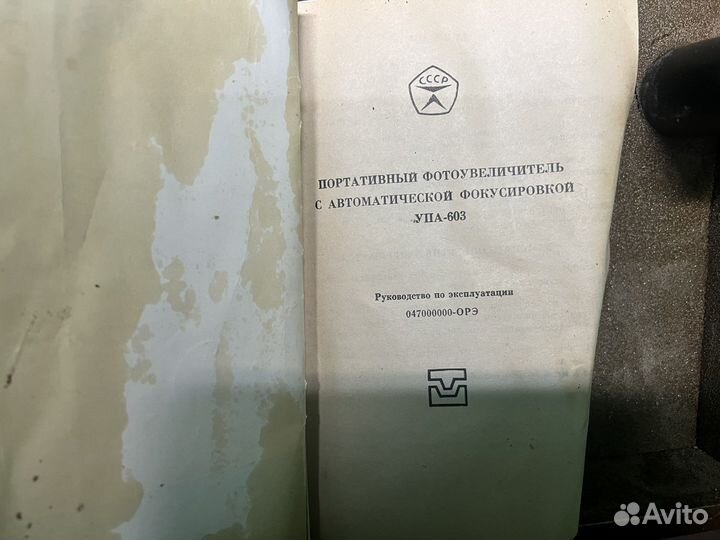 СССР
ПОРТАТИВНЫЙ ФОТОУВЕЛИЧИТЕЛЬ
С АВТОМАТИЧЕСКОЙ ФОКУСИРОВКОЙ
УПА-603
Руководство по эксплуатации
047000000-ОРЭ
Avito